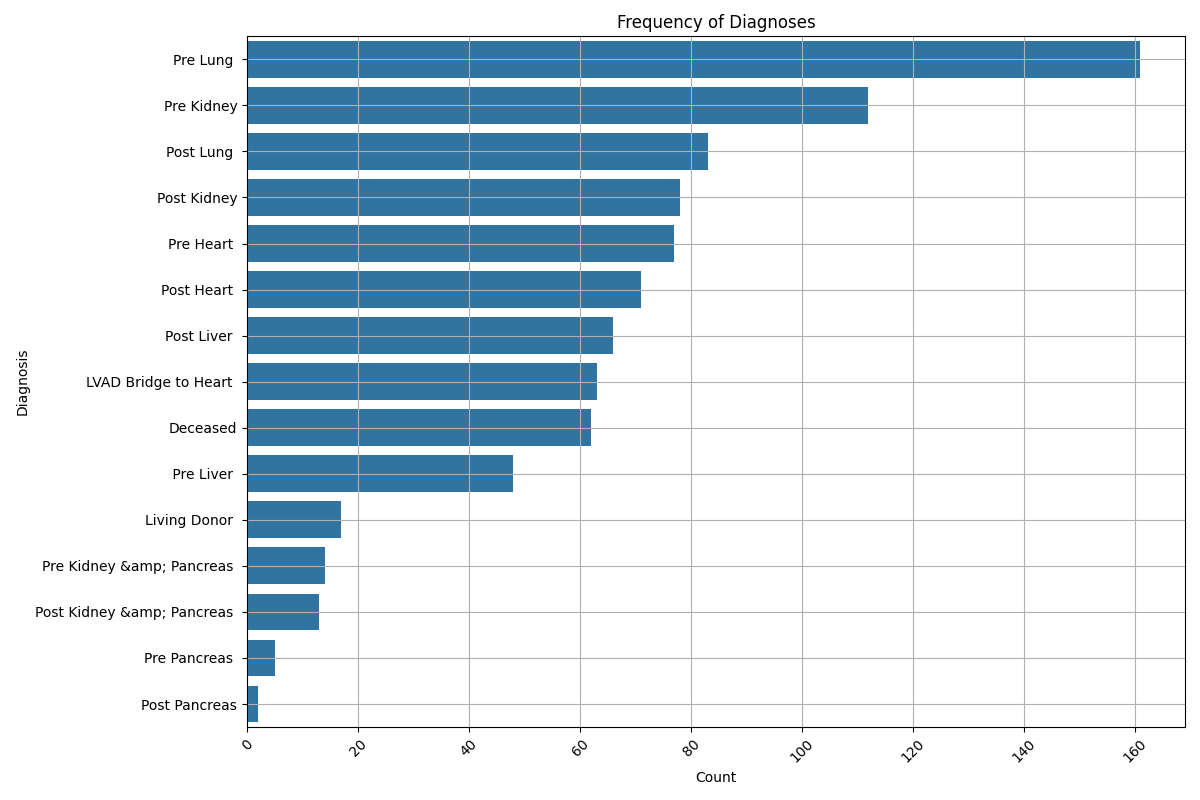 Frequency of Diagnoses
Pre Lung
Pre Kidney
Post Lung
Post Kidney
Pre Heart
Post Heart
Post Liver
LVAD Bridge to Heart
Deceased
Pre Liver
Living Donor
Pre Kidney &amp; Pancreas
Post Kidney &amp; Pancreas
Pre Pancreas
Post Pancreas
Diagnosis
0 20 40 60 80 100 120 140 160
Count